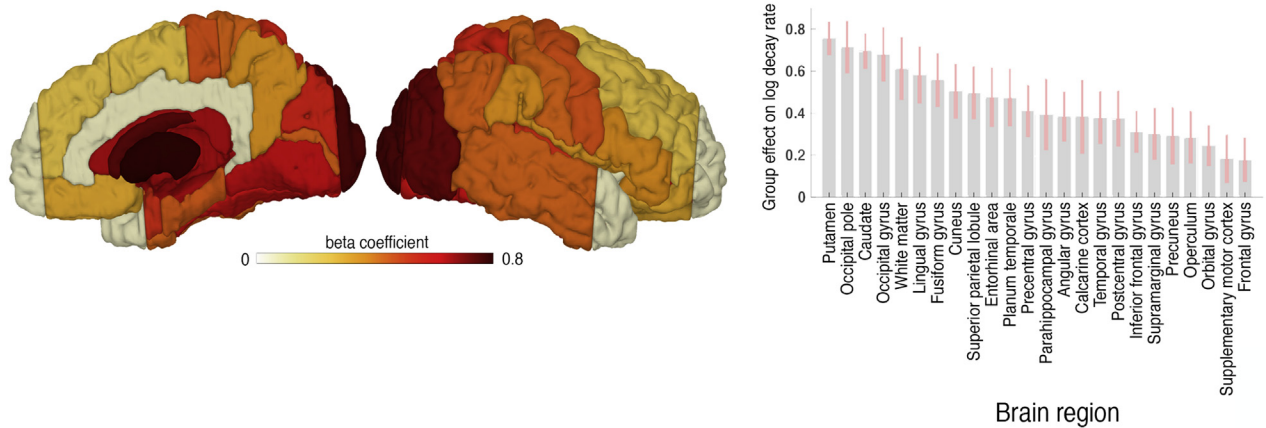 beta coefficient
0
0.8
Group effect on log decay rate
0.8
0.6
0.4
0.2
0
Putamen
Occipital pole
Caudate
Occipital gyrus
White matter
Lingual gyrus
Fusiform gyrus
Cuneus
Superior parietal lobule
Entorhinal area
Planum temporale
Precentral gyrus
Parahippocampal gyrus
Angular gyrus
Calcarine cortex
Temporal gyrus
Postcentral gyrus
Inferior frontal gyrus
Supramarginal gyrus
Precuneus
Operculum
Orbital gyrus
Supplementary motor cortex
Frontal gyrus
Brain region